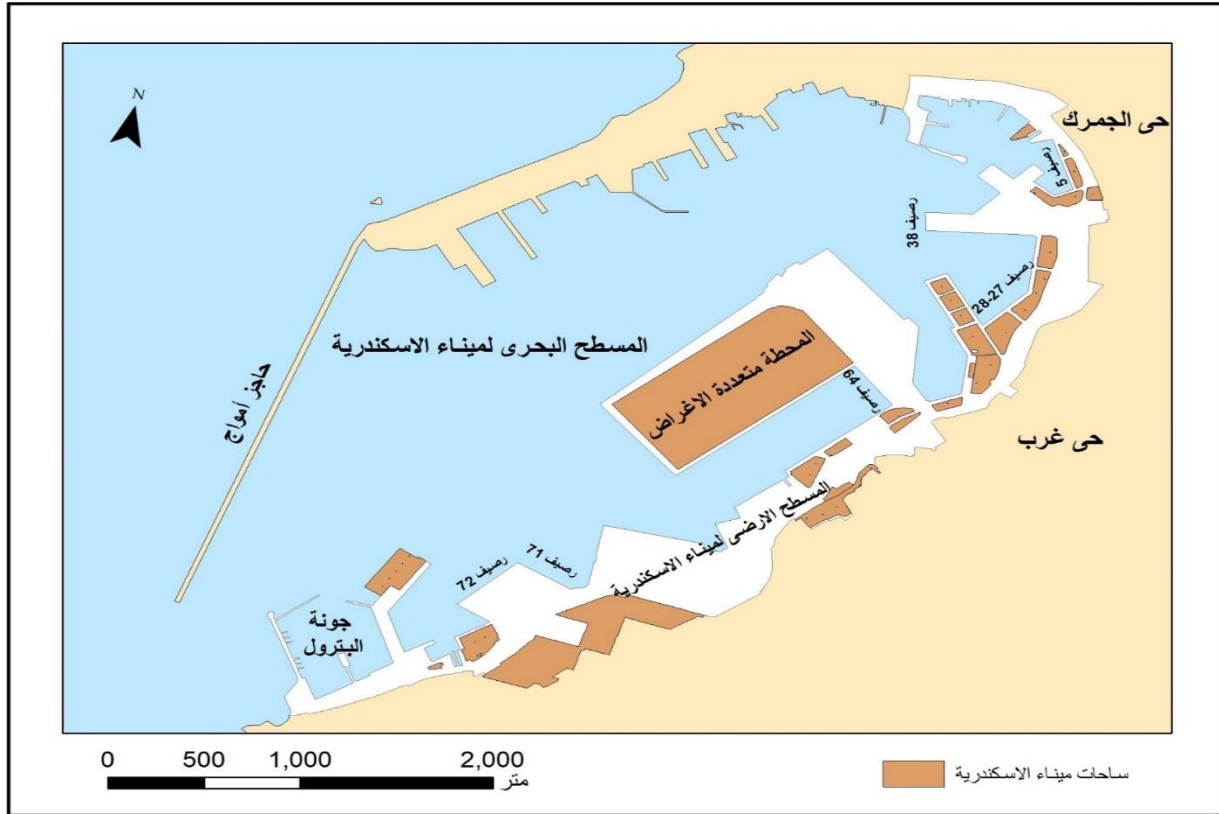 N
حى الجمرك
رصيف 5
رصيف 38
رصيف 27-28
المسطح البحرى لميناء الاسكندرية
المحطة متعددة الاغراض
حاجز أمواج
رصيف 64
حى غرب
المسطح الارضى لميناء الاسكندرية
رصيف 71
رصيف 72
جونة
البترول
0 500 1,000 2,000
متر
ساحات ميناء الاسكندرية